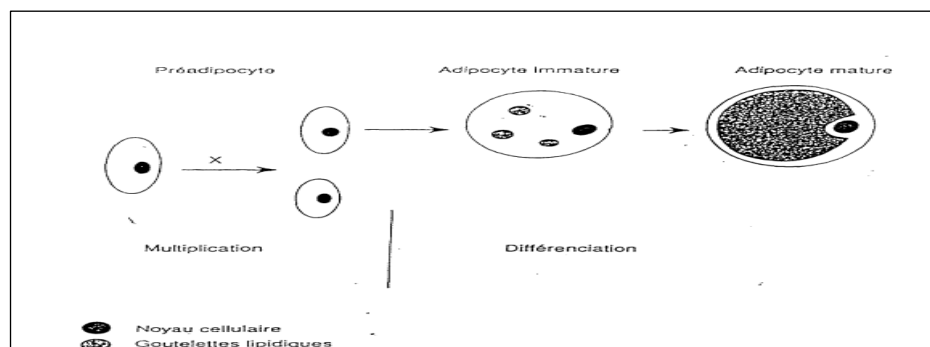 Préadipocyte Adipocyte Immature Adipocyte mature
x
Multiplication Différenciation
Noyau cellulaire
Goutelettes lipidiques